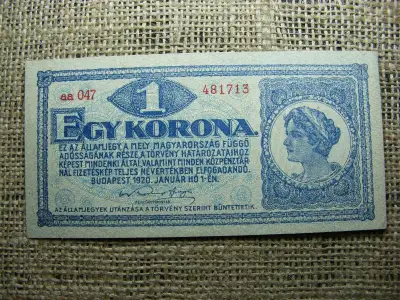 aa 047
1
481713
EGY KORONA.
EZ AZ ÁLLAMJEGY A MELY MAGYARORSZÁG FÜGGŐ
ADÓSSÁGÁNAK RÉSZE, A TÖRVÉNY HATÁROZATAIHOZ
KÉPEST MINDENKI ÁLTAL, VALAMINT MINDEN KÖZPÉNZTÁR-
NÁL FIZETÉSKÉP TELJES NÉVÉRTÉKBEN ELFOGADANDÓ.
BUDAPEST 1920. JANUÁR HÓ 1-ÉN.
PÉNZÜGYMINISTER
AZ ÁLLAMJEGYEK UTÁNZÁSA A TÖRVÉNY SZERINT BÜNTETTETIK.